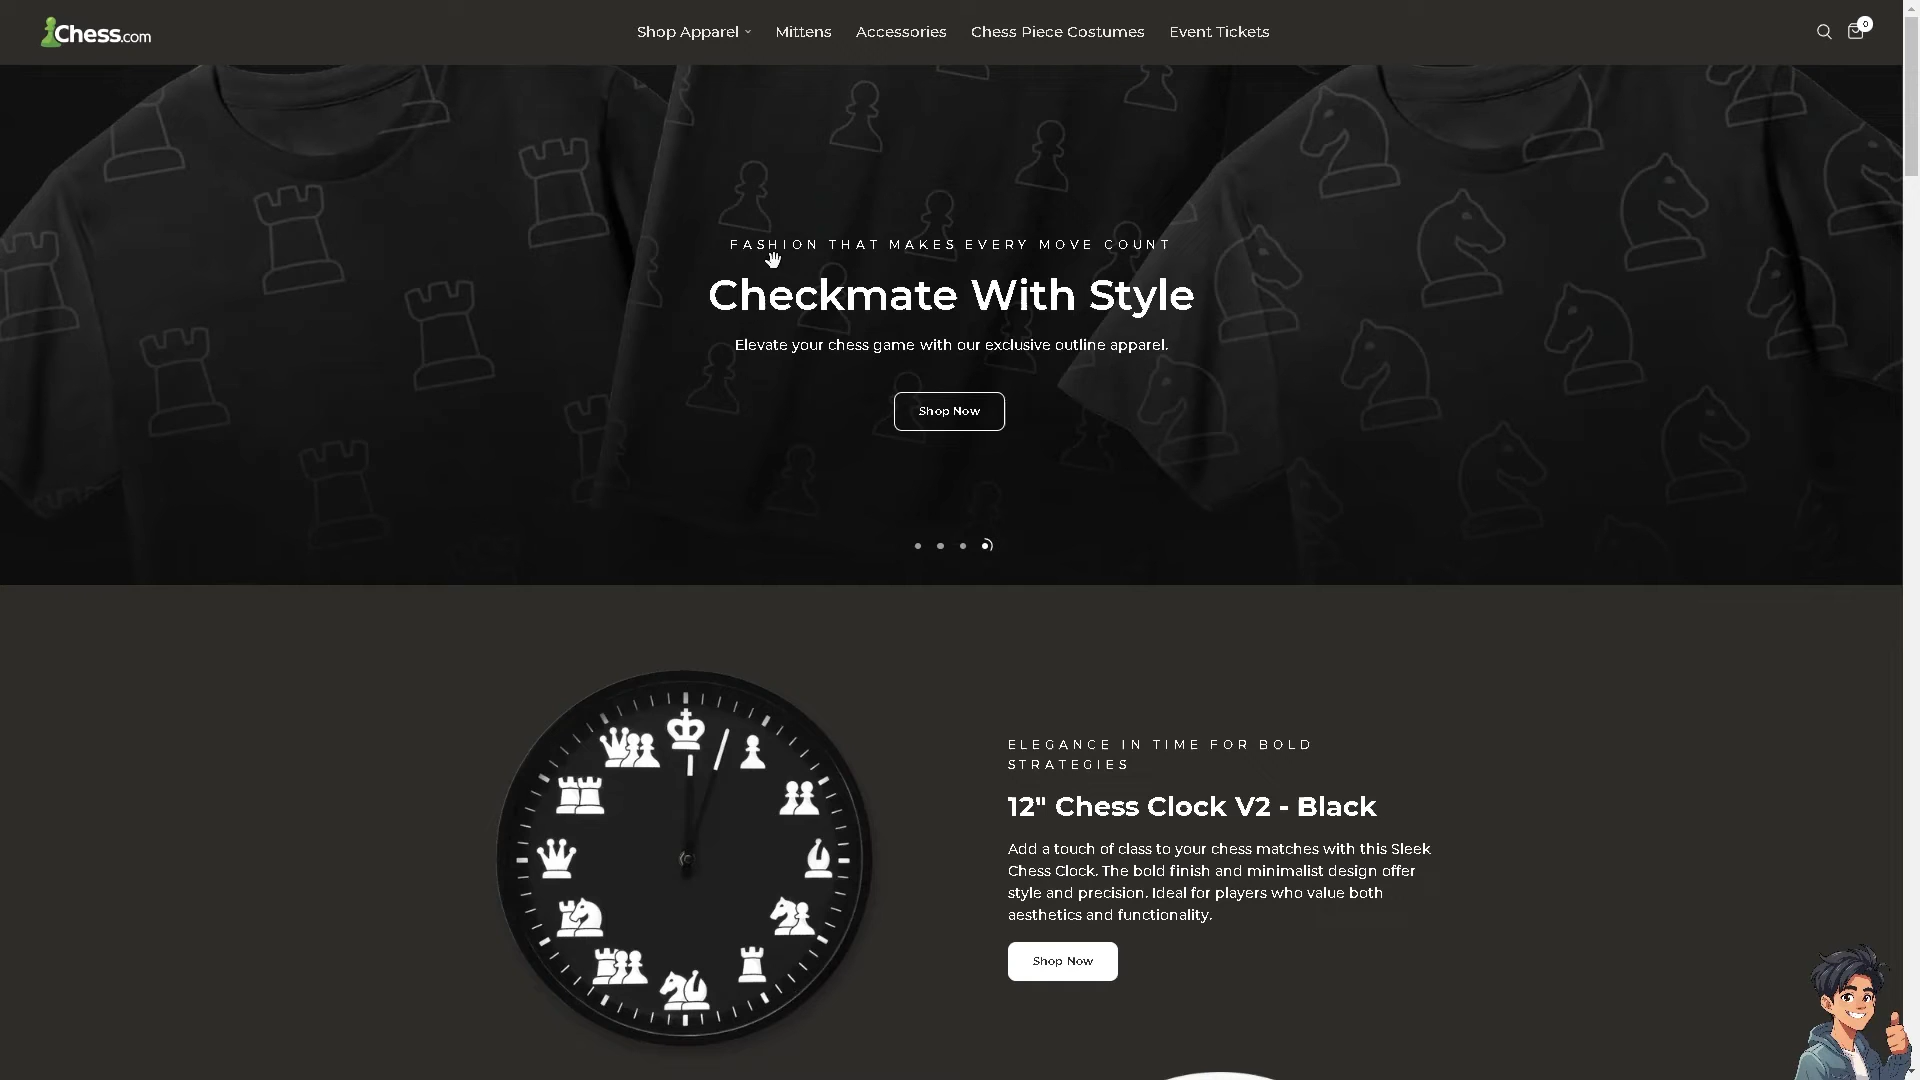 Chess.com
Shop Apparel
Mittens
Accessories
Chess Piece Costumes
Event Tickets
0
FASHION THAT MAKES EVERY MOVE COUNT
Checkmate With Style
Elevate your chess game with our exclusive outline apparel.
Shop Now
ELEGANCE IN TIME FOR BOLD
STRATEGIES
12" Chess Clock V2 - Black
Add a touch of class to your chess matches with this Sleek
Chess Clock. The bold finish and minimalist design offer
style and precision. Ideal for players who value both
aesthetics and functionality.
Shop Now